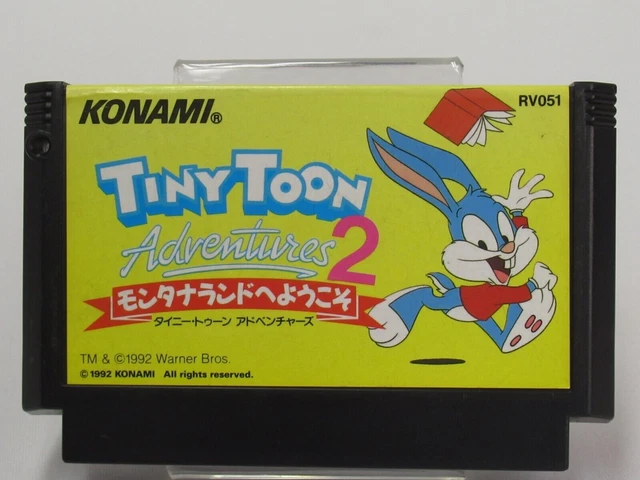 KONAMI®
RV051
TINY TOON
Adventures 2
モンタナランドへようこそ
タイニー・トゥーン アドベンチャーズ
TM & ©1992 Warner Bros.
©1992 KONAMI All rights reserved.